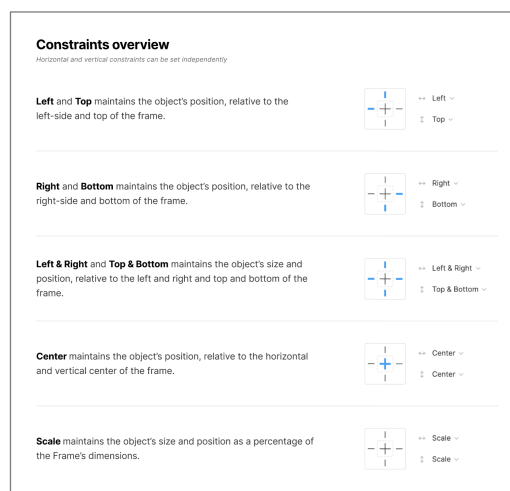 Constraints overview
Horizontal and vertical constraints can be set independently
Left and Top maintains the object's position, relative to the
left-side and top of the frame.
Left
Top
Right and Bottom maintains the object's position, relative to the
right-side and bottom of the frame.
Right
Bottom
Left & Right and Top & Bottom maintains the object's size and
position, relative to the left and right and top and bottom of the
frame.
Left & Right
Top & Bottom
Center maintains the object's position, relative to the horizontal
and vertical center of the frame.
Center
Center
Scale maintains the object's size and position as a percentage of
the Frame's dimensions.
Scale
Scale